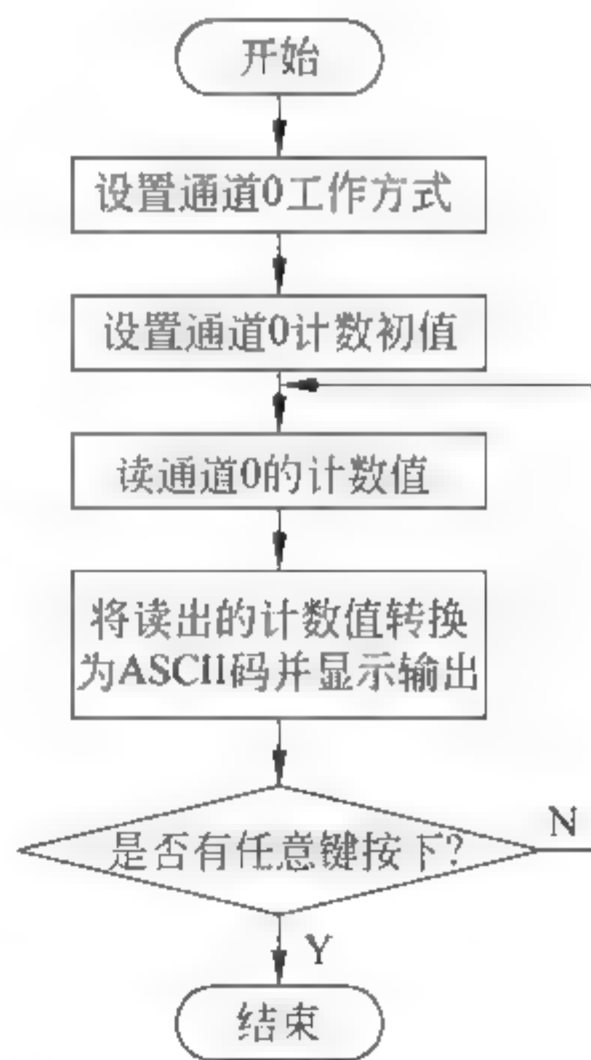 开始
设置通道0工作方式
设置通道0计数初值
读通道0的计数值
将读出的计数值转换
为ASCII码并显示输出
是否有任意键按下?
N
Y
结束